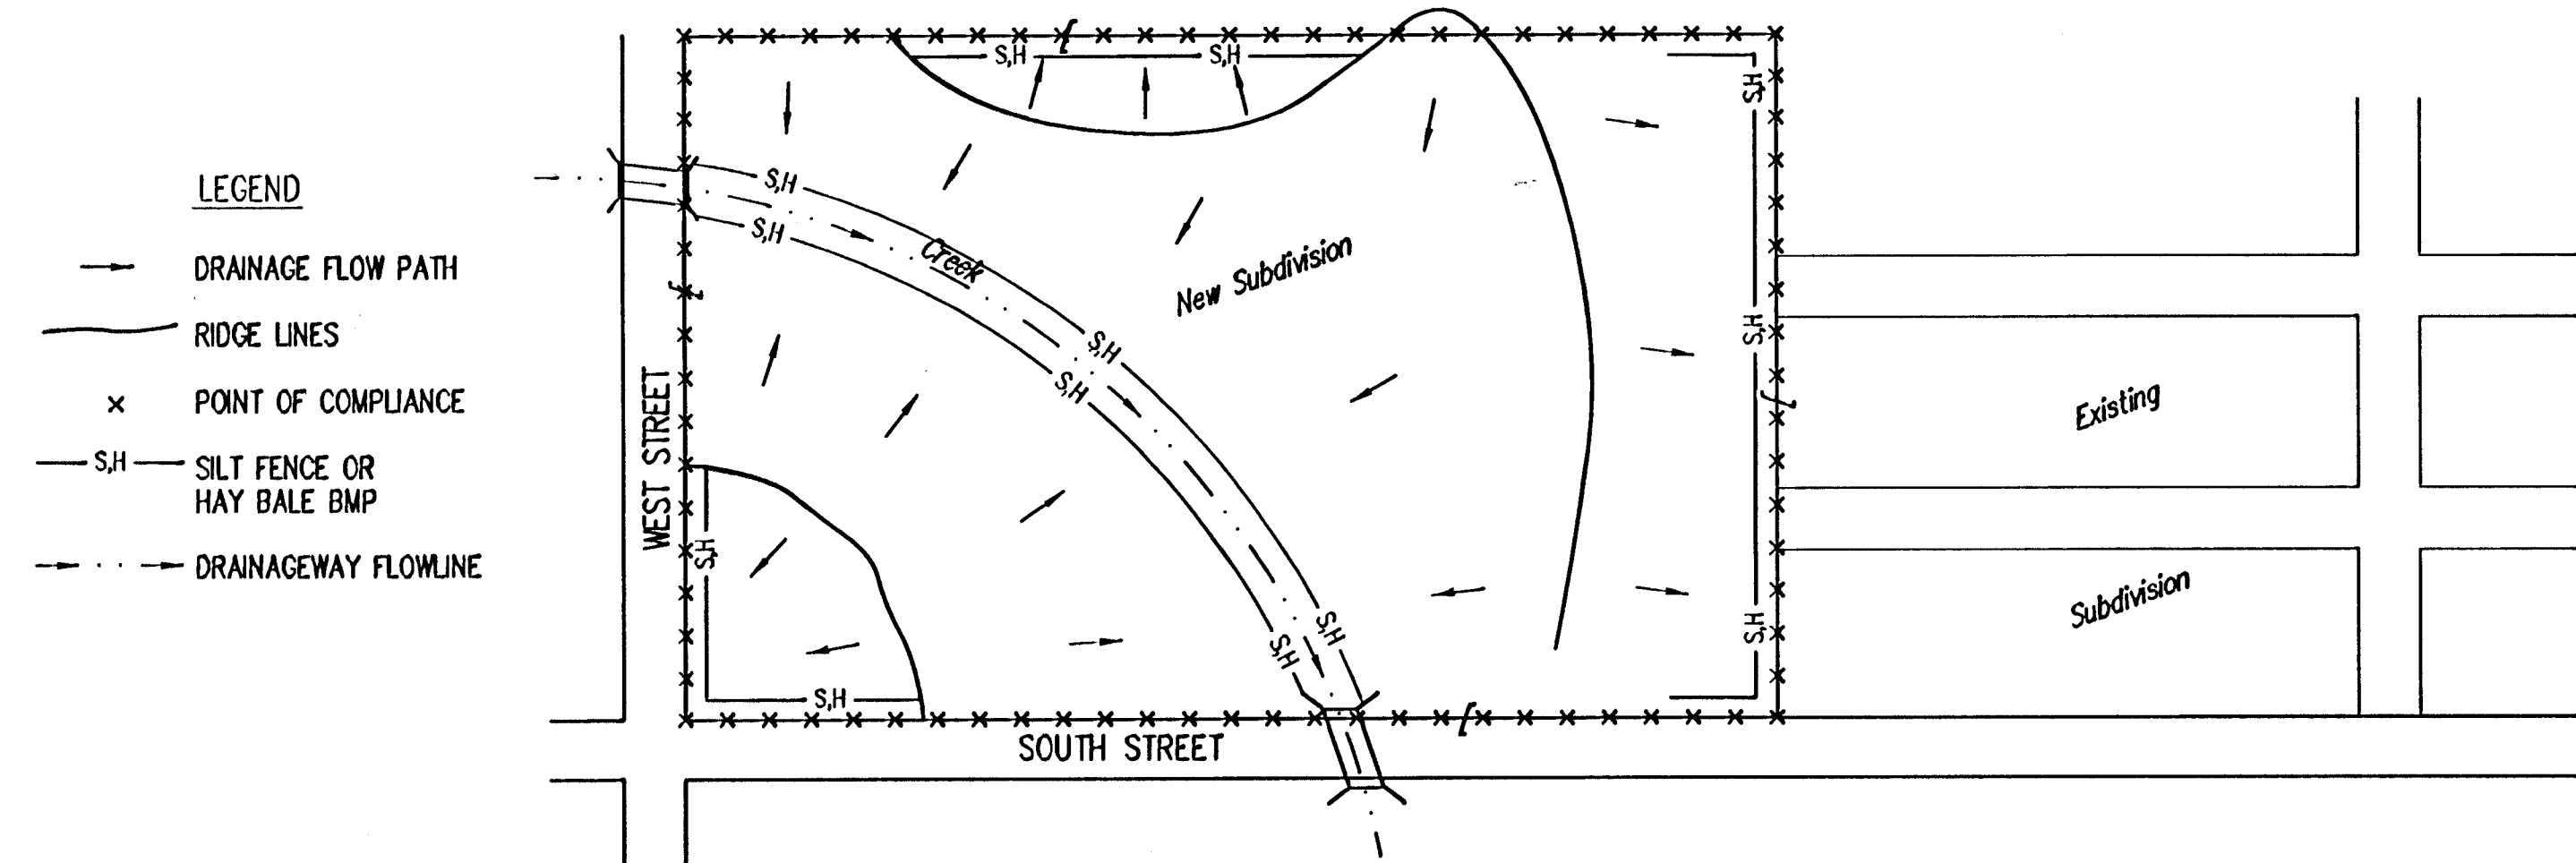 LEGEND
DRAINAGE FLOW PATH
RIDGE LINES
POINT OF COMPLIANCE
S,H
SILT FENCE OR
HAY BALE BMP
DRAINAGEWAY FLOWLINE
S,H
S,H
S,H
S,H
S,H
Creek
New Subdivision
S,H
S,H
S,H
Existing
WEST STREET
S,H
Subdivision
S,H
S,H
S,H
S,H
SOUTH STREET